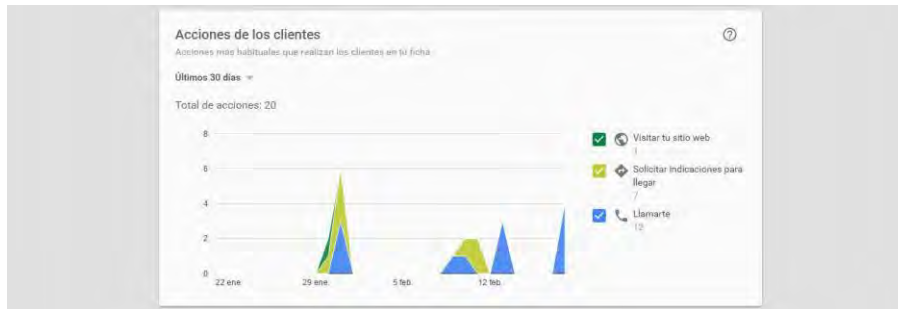 Acciones de los clientes
Acciones más habituales que realizan los clientes en tu ficha
Últimos 30 días
Total de acciones: 20
8
6
4
2
0
22 ene.
29 ene.
5 feb.
12 feb.
Visitar tu sitio web
1
Solicitar indicaciones para
llegar
7
Llamarte
12